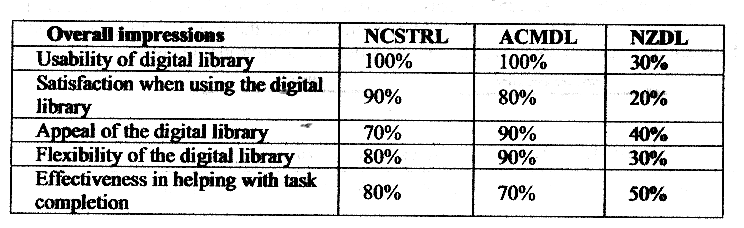 Overall impressions NCSTRL ACMDL NZDL
Usability of digital library 100% 100% 30%
Satisfaction when using the digital
library 90% 80% 20%
Appeal of the digital library 70% 90% 40%
Flexibility of the digital library 80% 90% 30%
Effectiveness in helping with task
completion 80% 70% 50%